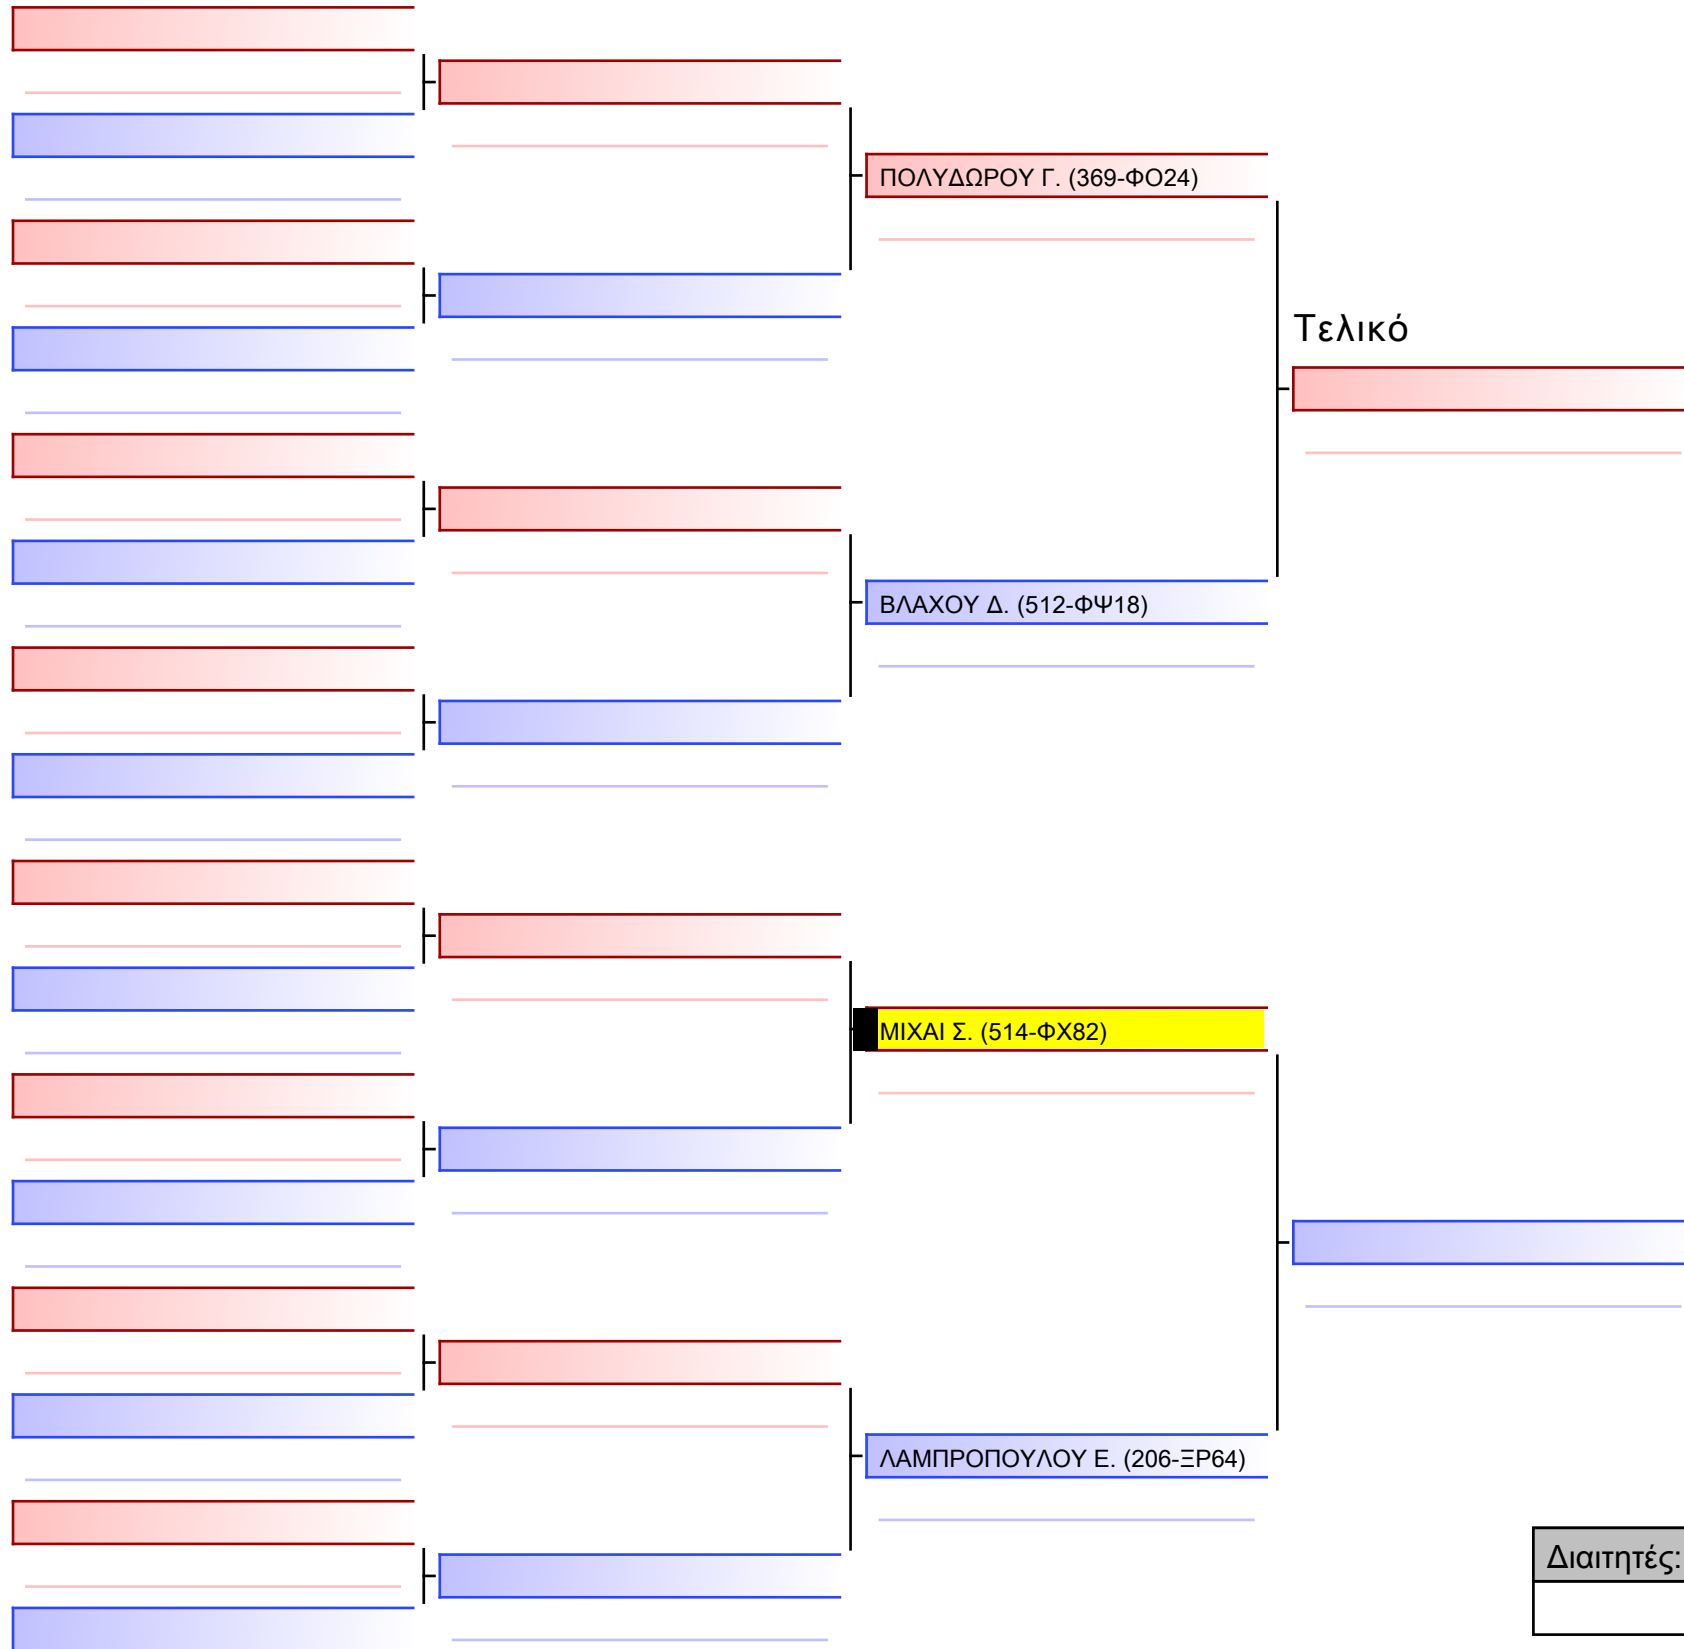 ΠΟΛΥΔΩΡΟΥ Γ. (369-ΦΟ24)
Τελικό
ΒΛΑΧΟΥ Δ. (512-ΦΨ18)
ΜΙΧΑΙ Σ. (514-ΦΧ82)
ΛΑΜΠΡΟΠΟΥΛΟΥ Ε. (206-ΞΡ64)
Διαιτητές: